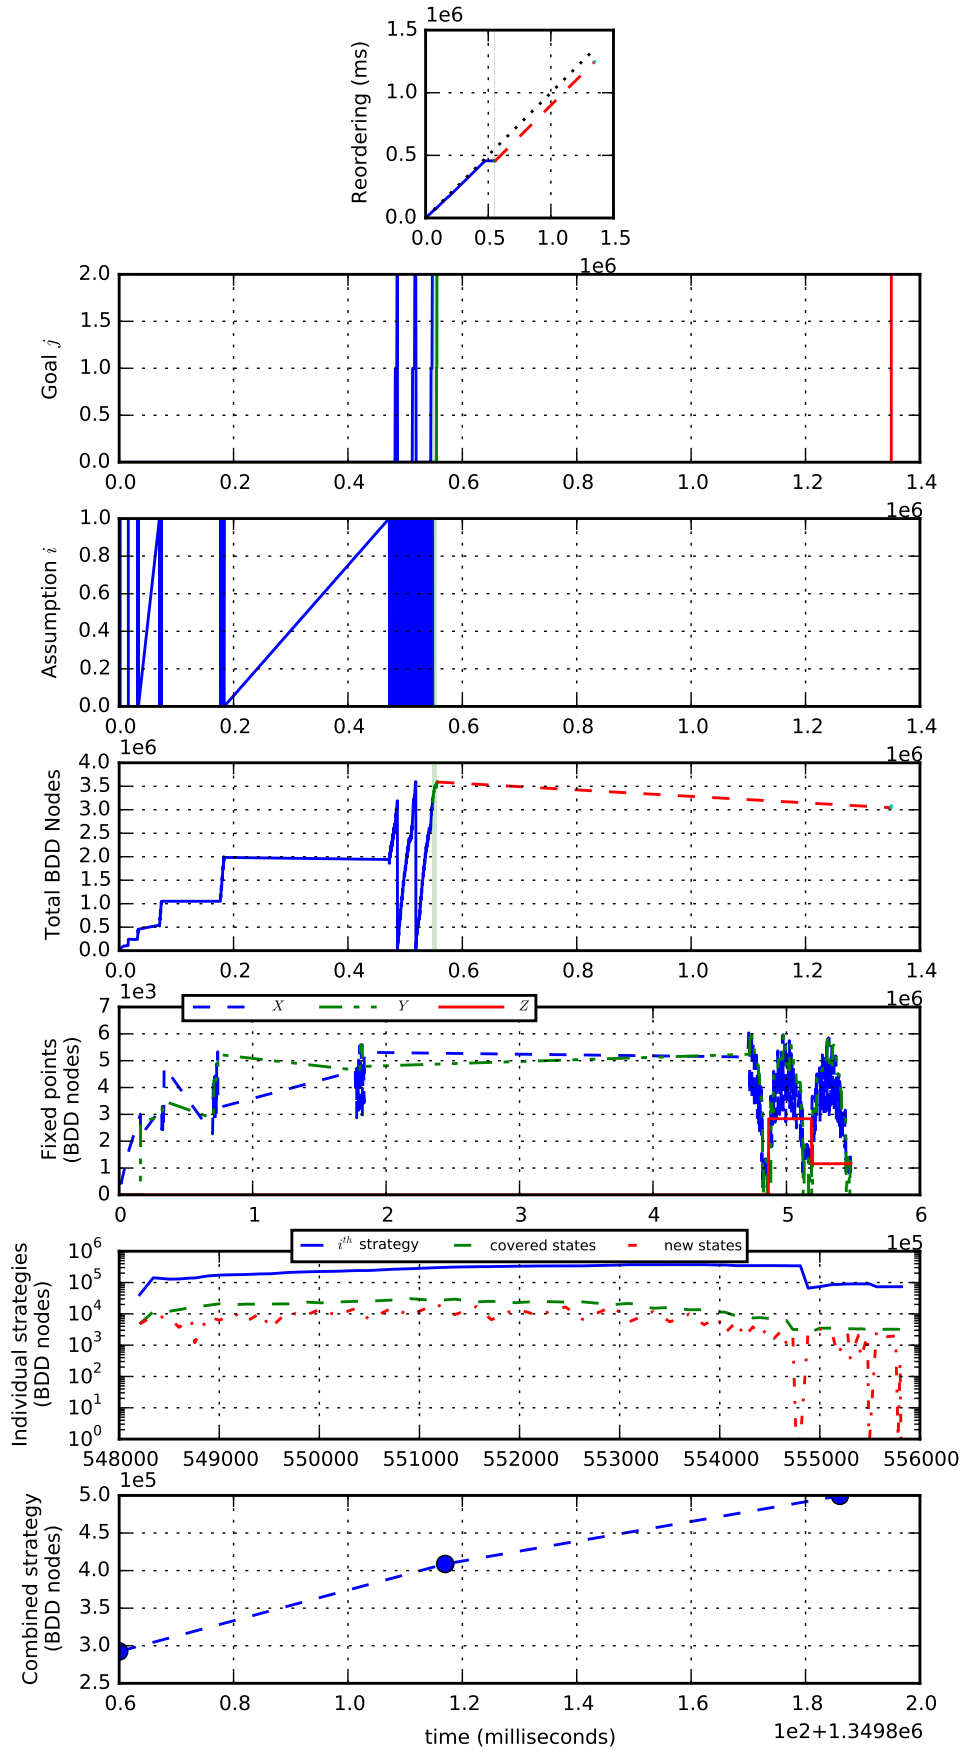 1e6
Reordering (ms)
1.5
1.0
0.5
0.0
0.0 0.5 1.0 1.5
1e6
Goal j
2.0
1.5
1.0
0.5
0.0
0.0 0.2 0.4 0.6 0.8 1.0 1.2 1.4
1e6
Assumption i
1.0
0.8
0.6
0.4
0.2
0.0
0.0 0.2 0.4 0.6 0.8 1.0 1.2 1.4
1e6
1e6
Total BDD Nodes
4.0
3.5
3.0
2.5
2.0
1.5
1.0
0.5
0.0
0.0 0.2 0.4 0.6 0.8 1.0 1.2 1.4
1e6
1e3
X Y Z
Fixed points
(BDD nodes)
7
6
5
4
3
2
1
0
0 1 2 3 4 5 6
1e5
i^{th} strategy covered states new states
Individual strategies
(BDD nodes)
10^6
10^5
10^4
10^3
10^2
10^1
10^0
548000 549000 550000 551000 552000 553000 554000 555000 556000
1e5
Combined strategy
(BDD nodes)
5.0
4.5
4.0
3.5
3.0
2.5
0.6 0.8 1.0 1.2 1.4 1.6 1.8 2.0
time (milliseconds)
1e2+1.3498e6